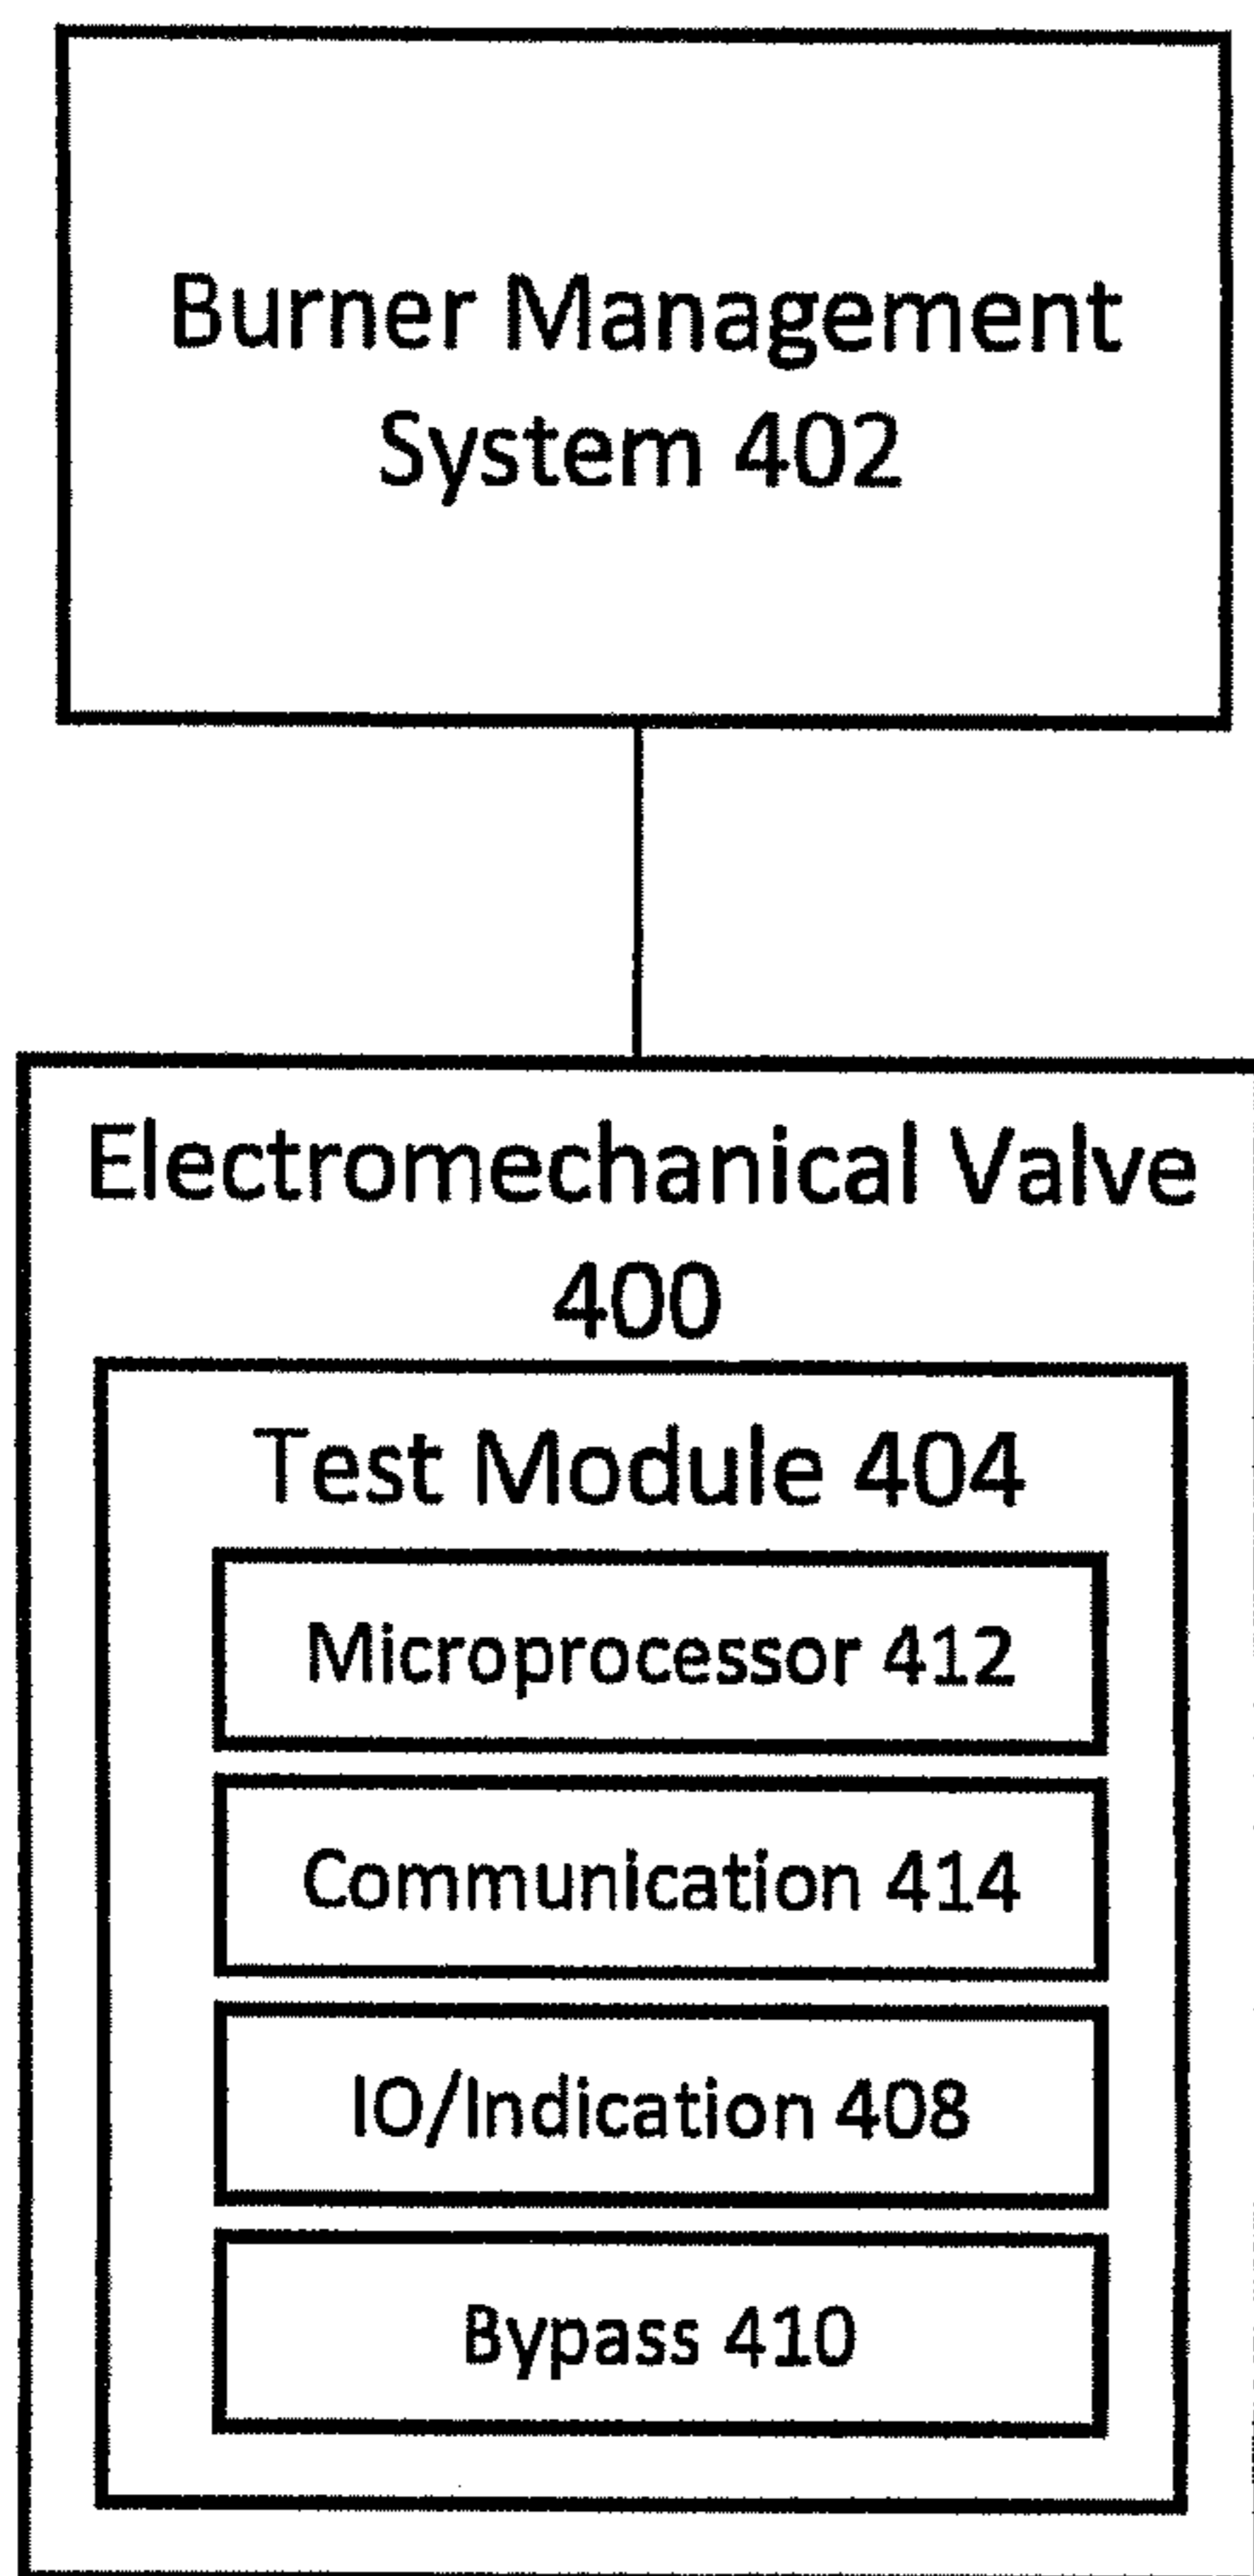 Burner Management
System 402
Electromechanical Valve
400
Test Module 404
Microprocessor 412
Communication 414
IO/Indication 408
Bypass 410